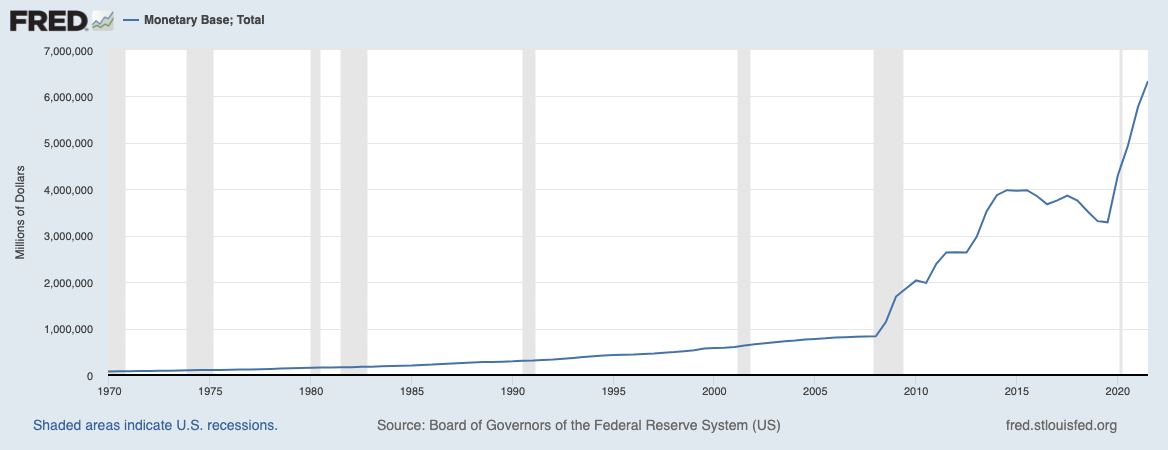 FRED
Monetary Base; Total
7,000,000
6,000,000
5,000,000
4,000,000
3,000,000
2,000,000
1,000,000
0
Millions of Dollars
1970 1975 1980 1985 1990 1995 2000 2005 2010 2015 2020
Shaded areas indicate U.S. recessions.
Source: Board of Governors of the Federal Reserve System (US)
fred.stlouisfed.org